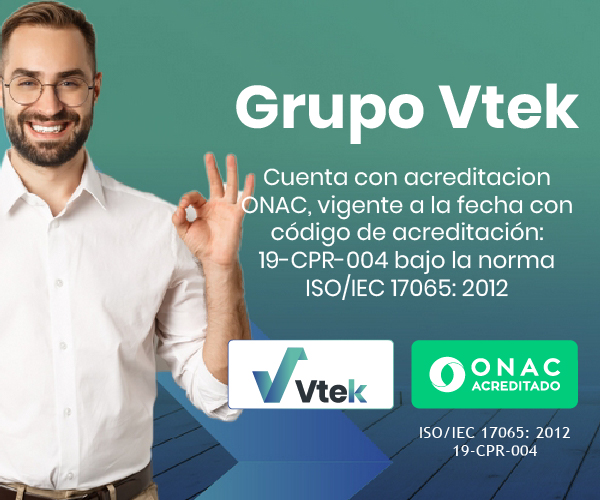 Grupo Vtek
Cuenta con acreditacion
ONAC, vigente a la fecha con
código de acreditación:
19-CPR-004 bajo la norma
ISO/IEC 17065: 2012
Vtek
ONAC
ACREDITADO
ISO/IEC 17065: 2012
19-CPR-004